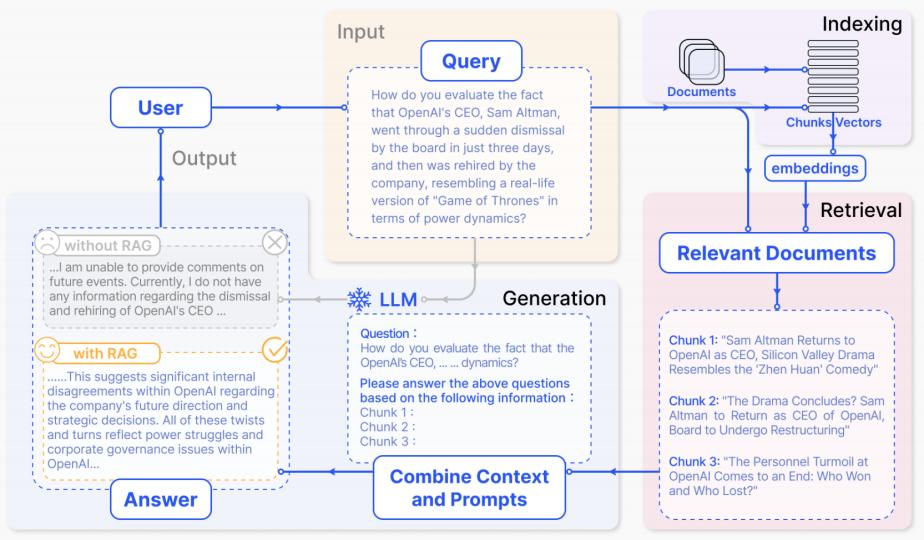 Input
Query
How do you evaluate the fact
that OpenAI's CEO, Sam Altman,
went through a sudden dismissal
by the board in just three days,
and then was rehired by the
company, resembling a real-life
version of "Game of Thrones" in
terms of power dynamics?
Indexing
Documents
Chunks Vectors
embeddings
User
Output
Retrieval
Relevant Documents
Chunk 1: "Sam Altman Returns to
OpenAI as CEO, Silicon Valley Drama
Resembles the 'Zhen Huan' Comedy"
Chunk 2: "The Drama Concludes? Sam
Altman to Return as CEO of OpenAI,
Board to Undergo Restructuring"
Chunk 3: "The Personnel Turmoil at
OpenAI Comes to an End: Who Won
and Who Lost?"
Generation
LLM
Question :
How do you evaluate the fact that the
OpenAI's CEO, ... ... dynamics?
Please answer the above questions
based on the following information :
Chunk 1 :
Chunk 2 :
Chunk 3 :
Combine Context
and Prompts
without RAG
...I am unable to provide comments on
future events. Currently, I do not have
any information regarding the dismissal
and rehiring of OpenAI's CEO ...
with RAG
......This suggests significant internal
disagreements within OpenAI regarding
the company's future direction and
strategic decisions. All of these twists
and turns reflect power struggles and
corporate governance issues within
OpenAI...
Answer